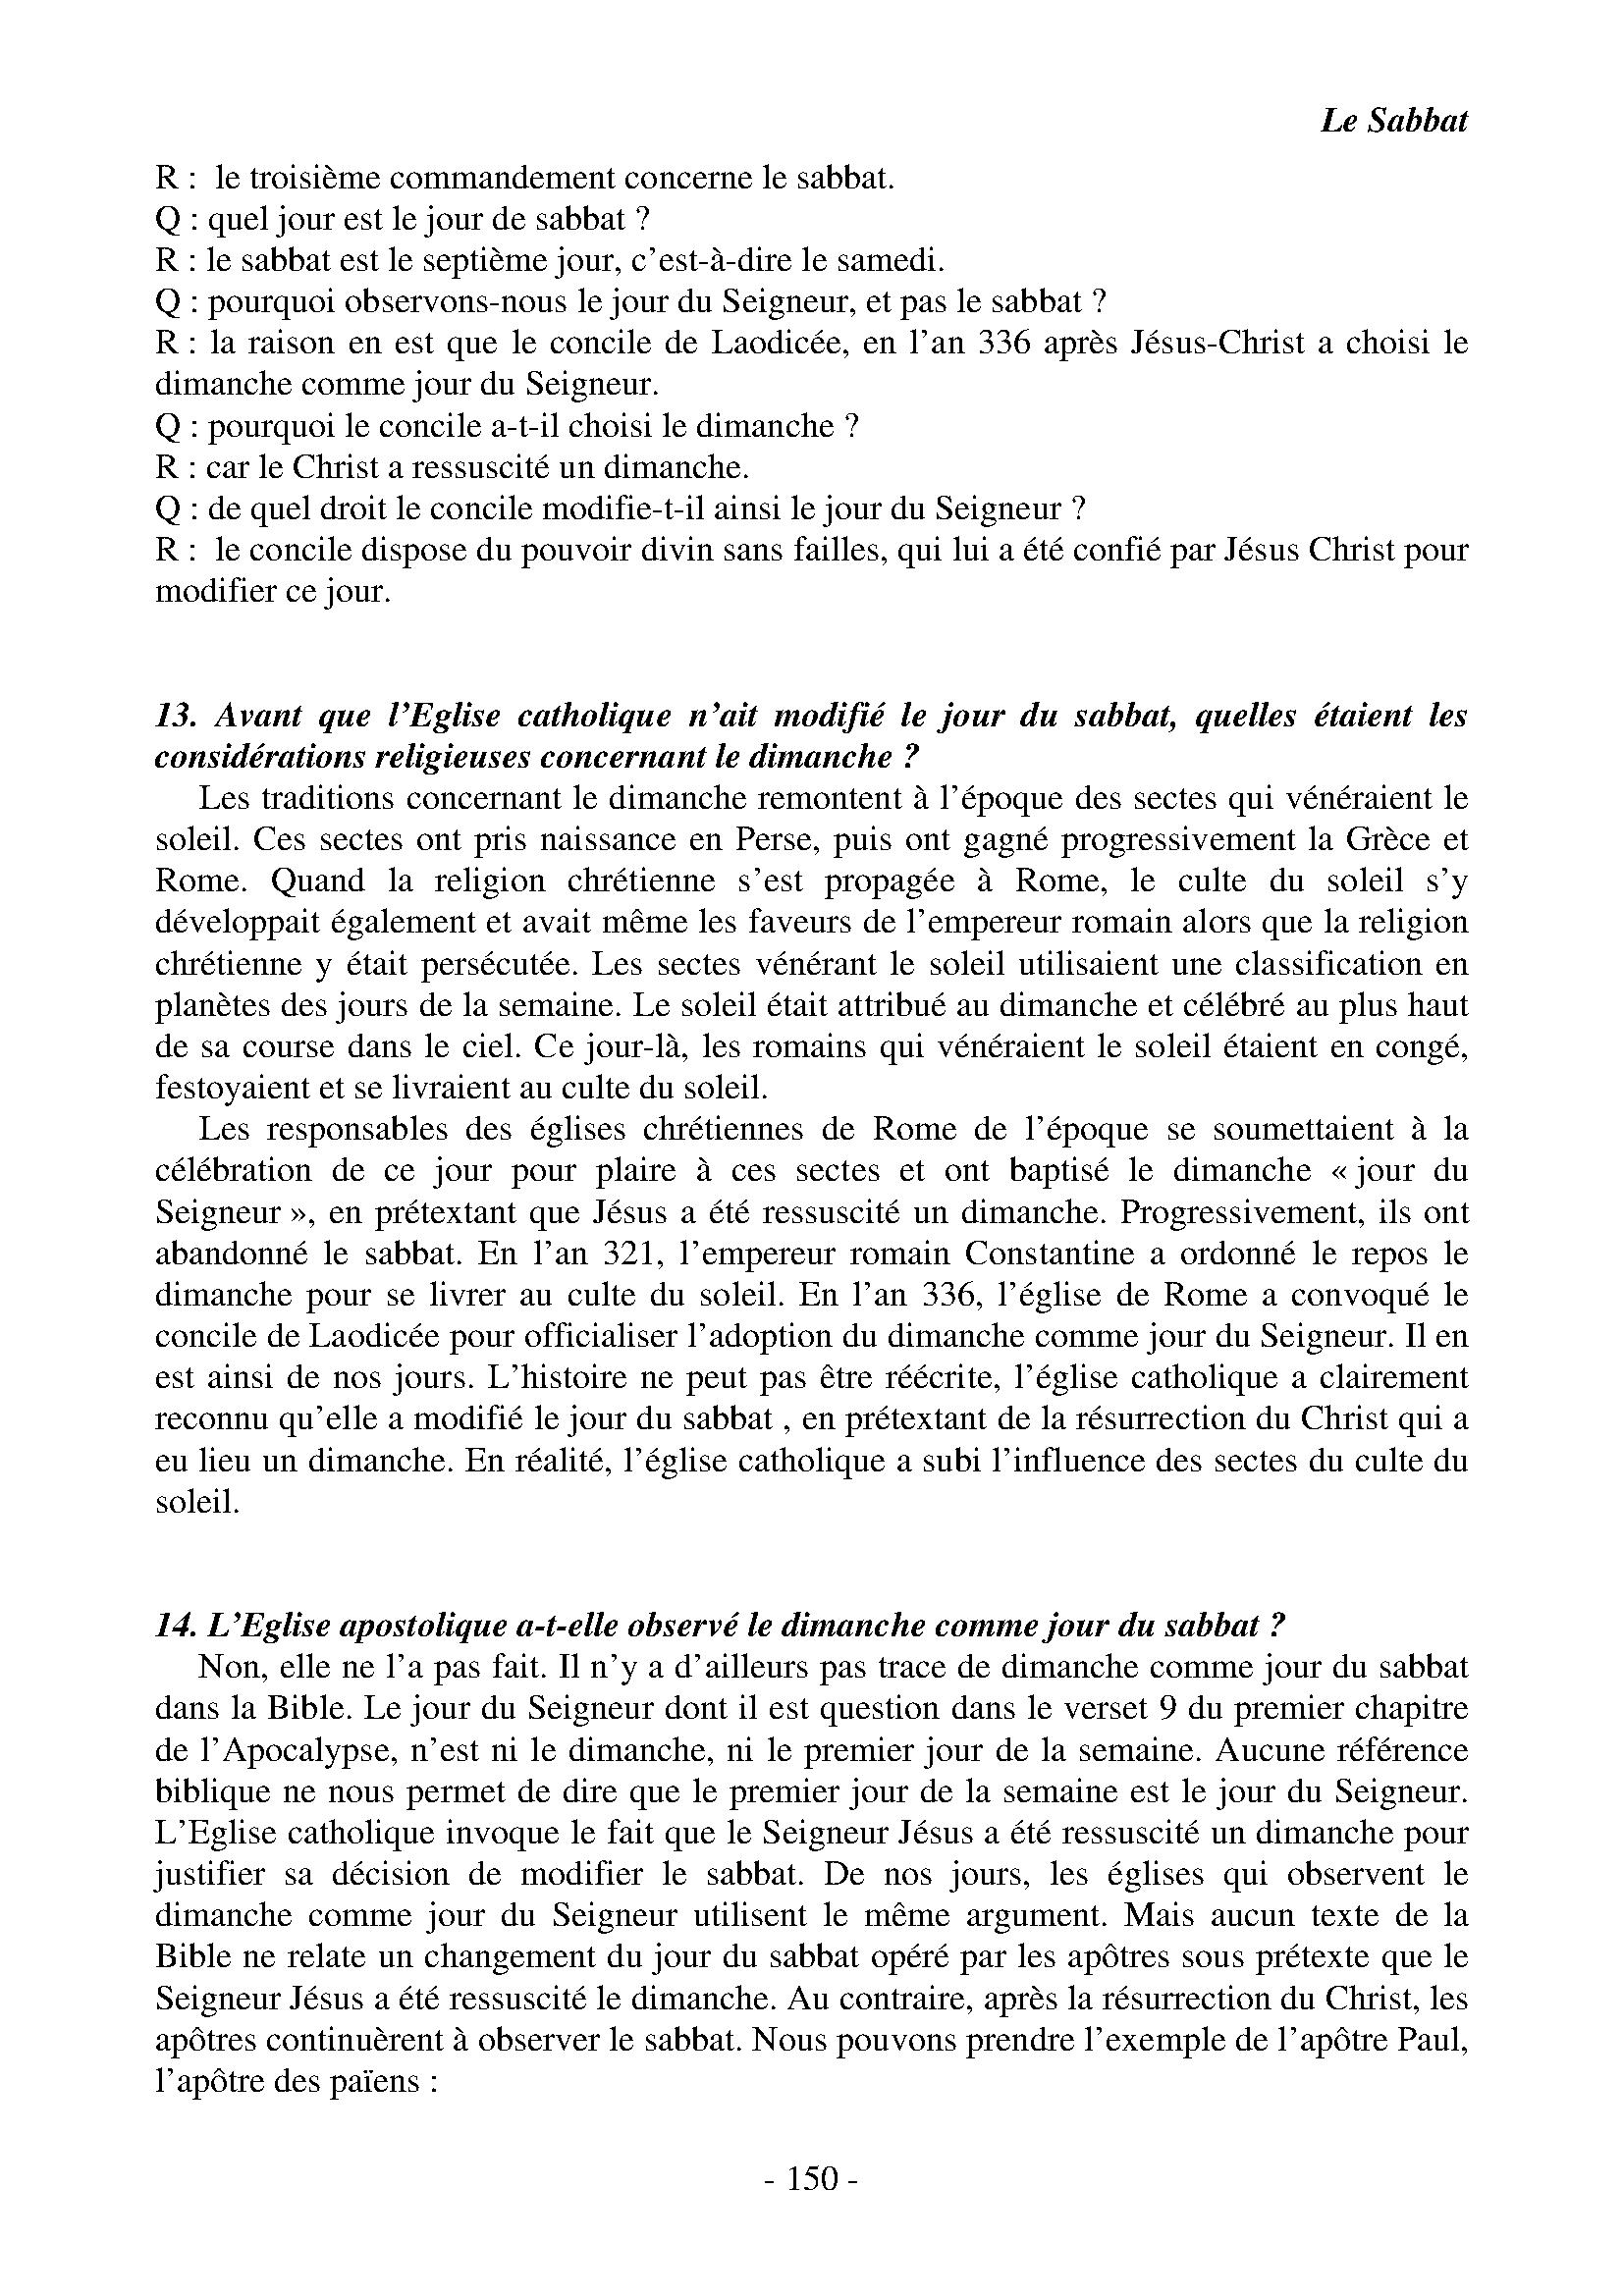 Le Sabbat
R :  le troisième commandement concerne le sabbat.
Q : quel jour est le jour de sabbat ?
R : le sabbat est le septième jour, c’est-à-dire le samedi.
Q : pourquoi observons-nous le jour du Seigneur, et pas le sabbat ?
R : la raison en est que le concile de Laodicée, en l’an 336 après Jésus-Christ a choisi le
dimanche comme jour du Seigneur.
Q : pourquoi le concile a-t-il choisi le dimanche ?
R : car le Christ a ressuscité un dimanche.
Q : de quel droit le concile modifie-t-il ainsi le jour du Seigneur ?
R :  le concile dispose du pouvoir divin sans failles, qui lui a été confié par Jésus Christ pour
modifier ce jour.
13. Avant que l’Eglise catholique n’ait modifié le jour du sabbat, quelles étaient les
considérations religieuses concernant le dimanche ?
Les traditions concernant le dimanche remontent à l’époque des sectes qui vénéraient le
soleil. Ces sectes ont pris naissance en Perse, puis ont gagné progressivement la Grèce et
Rome. Quand la religion chrétienne s’est propagée à Rome, le culte du soleil s’y
développait également et avait même les faveurs de l’empereur romain alors que la religion
chrétienne y était persécutée. Les sectes vénérant le soleil utilisaient une classification en
planètes des jours de la semaine. Le soleil était attribué au dimanche et célébré au plus haut
de sa course dans le ciel. Ce jour-là, les romains qui vénéraient le soleil étaient en congé,
festoyaient et se livraient au culte du soleil.
Les responsables des églises chrétiennes de Rome de l’époque se soumettaient à la
célébration de ce jour pour plaire à ces sectes et ont baptisé le dimanche « jour du
Seigneur », en prétextant que Jésus a été ressuscité un dimanche. Progressivement, ils ont
abandonné le sabbat. En l’an 321, l’empereur romain Constantine a ordonné le repos le
dimanche pour se livrer au culte du soleil. En l’an 336, l’église de Rome a convoqué le
concile de Laodicée pour officialiser l’adoption du dimanche comme jour du Seigneur. Il en
est ainsi de nos jours. L’histoire ne peut pas être réécrite, l’église catholique a clairement
reconnu qu’elle a modifié le jour du sabbat , en prétextant de la résurrection du Christ qui a
eu lieu un dimanche. En réalité, l’église catholique a subi l’influence des sectes du culte du
soleil.
14. L’Eglise apostolique a-t-elle observé le dimanche comme jour du sabbat ?
Non, elle ne l’a pas fait. Il n’y a d’ailleurs pas trace de dimanche comme jour du sabbat
dans la Bible. Le jour du Seigneur dont il est question dans le verset 9 du premier chapitre
de l’Apocalypse, n’est ni le dimanche, ni le premier jour de la semaine. Aucune référence
biblique ne nous permet de dire que le premier jour de la semaine est le jour du Seigneur.
L’Eglise catholique invoque le fait que le Seigneur Jésus a été ressuscité un dimanche pour
justifier sa décision de modifier le sabbat. De nos jours, les églises qui observent le
dimanche comme jour du Seigneur utilisent le même argument. Mais aucun texte de la
Bible ne relate un changement du jour du sabbat opéré par les apôtres sous prétexte que le
Seigneur Jésus a été ressuscité le dimanche. Au contraire, après la résurrection du Christ, les
apôtres continuèrent à observer le sabbat. Nous pouvons prendre l’exemple de l’apôtre Paul,
l’apôtre des païens :
- 150 -